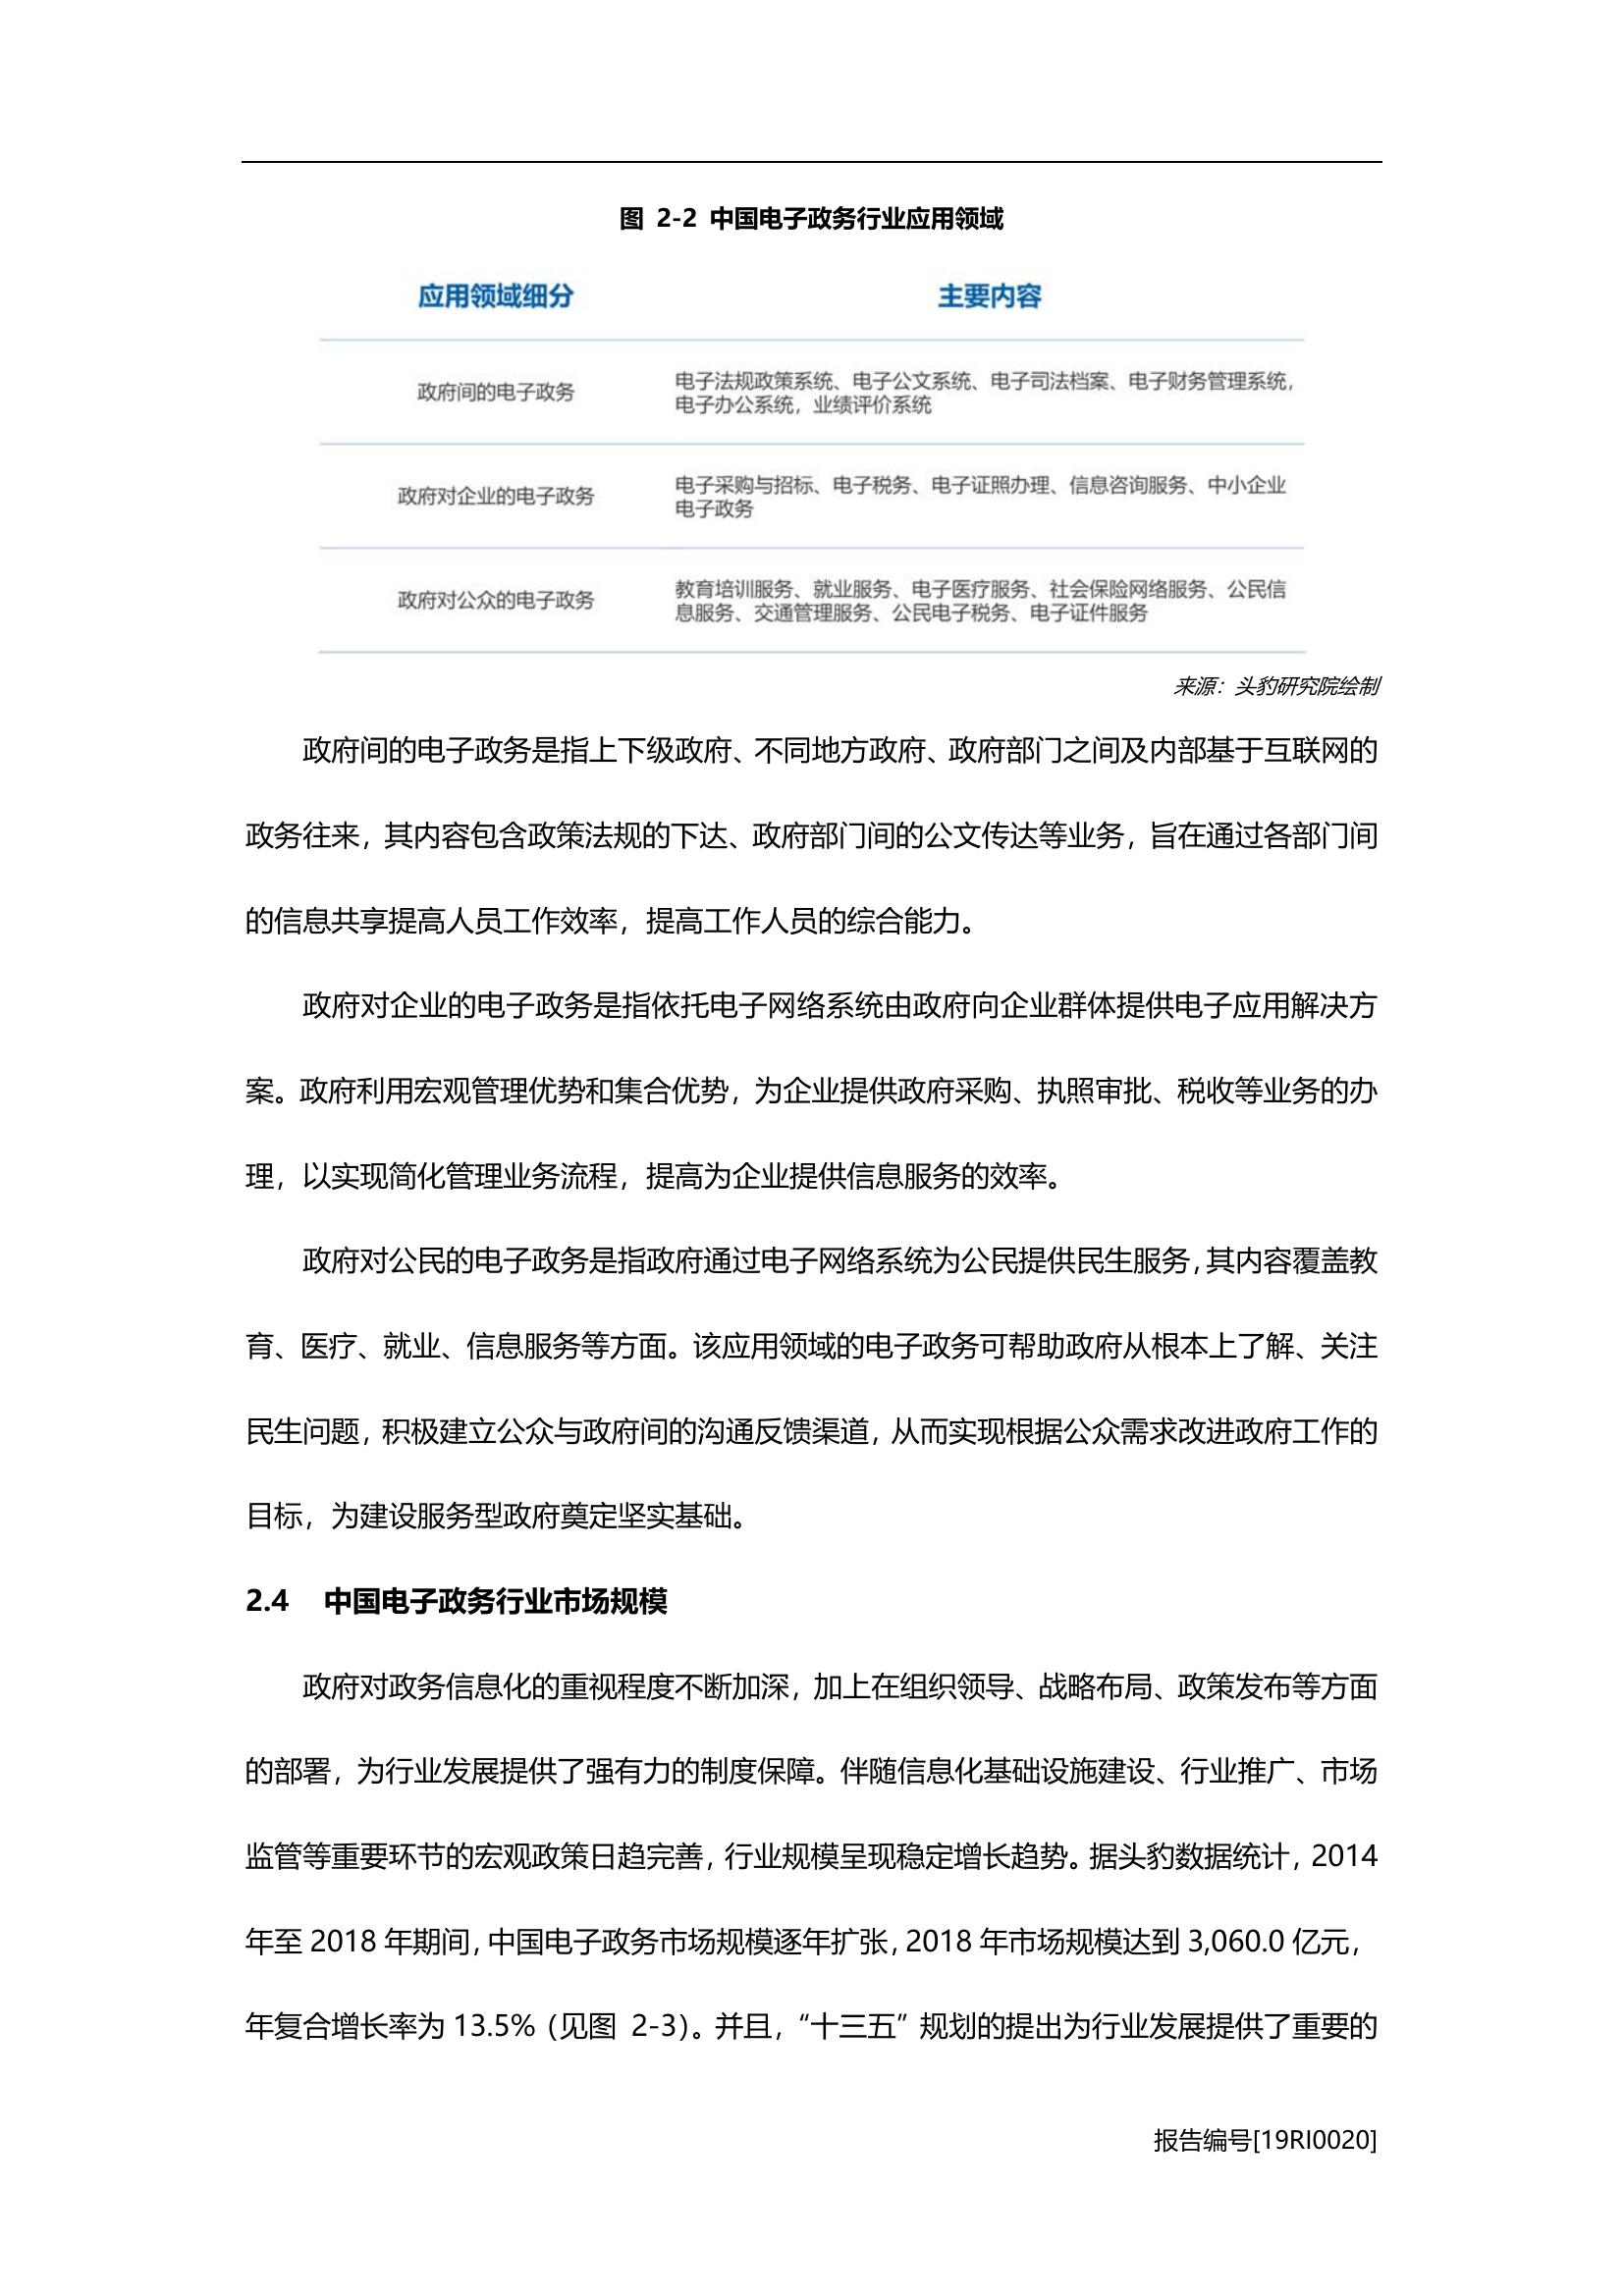 图 2-2 中国电子政务行业应用领域
应用领域细分 主要内容
政府间的电子政务
电子法规政策系统、电子公文系统、电子司法档案、电子财务管理系统，
电子办公系统，业绩评价系统
政府对企业的电子政务
电子采购与招标、电子税务、电子证照办理、信息咨询服务、中小企业
电子政务
政府对公众的电子政务
教育培训服务、就业服务、电子医疗服务、社会保险网络服务、公民信
息服务、交通管理服务、公民电子税务、电子证件服务
来源：头豹研究院绘制
政府间的电子政务是指上下级政府、不同地方政府、政府部门之间及内部基于互联网的
政务往来，其内容包含政策法规的下达、政府部门间的公文传达等业务，旨在通过各部门间
的信息共享提高人员工作效率，提高工作人员的综合能力。
政府对企业的电子政务是指依托电子网络系统由政府向企业群体提供电子应用解决方
案。政府利用宏观管理优势和集合优势，为企业提供政府采购、执照审批、税收等业务的办
理，以实现简化管理业务流程，提高为企业提供信息服务的效率。
政府对公民的电子政务是指政府通过电子网络系统为公民提供民生服务，其内容覆盖教
育、医疗、就业、信息服务等方面。该应用领域的电子政务可帮助政府从根本上了解、关注
民生问题，积极建立公众与政府间的沟通反馈渠道，从而实现根据公众需求改进政府工作的
目标，为建设服务型政府奠定坚实基础。
2.4 中国电子政务行业市场规模
政府对政务信息化的重视程度不断加深，加上在组织领导、战略布局、政策发布等方面
的部署，为行业发展提供了强有力的制度保障。伴随信息化基础设施建设、行业推广、市场
监管等重要环节的宏观政策日趋完善，行业规模呈现稳定增长趋势。据头豹数据统计，2014
年至 2018 年期间，中国电子政务市场规模逐年扩张，2018 年市场规模达到 3,060.0 亿元，
年复合增长率为 13.5%（见图 2-3）。并且，“十三五”规划的提出为行业发展提供了重要的
报告编号[19RI0020]